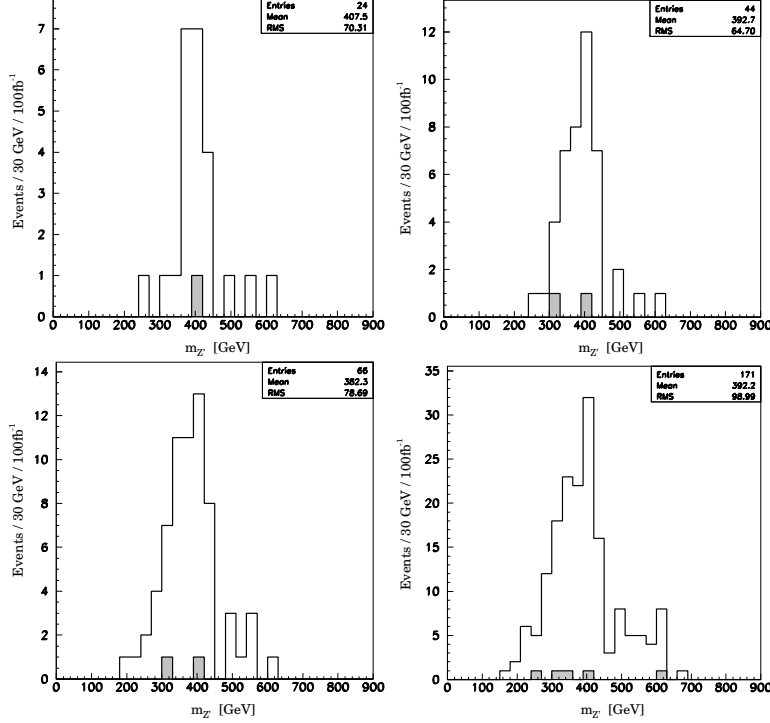 Entries 24
Mean 407.5
RMS 70.31
Events / 30 GeV / 100fb⁻¹
7
6
5
4
3
2
1
0
0 100 200 300 400 500 600 700 800 900
m_Z' [GeV]
Entries 44
Mean 392.7
RMS 64.70
Events / 30 GeV / 100fb⁻¹
12
10
8
6
4
2
0
0 100 200 300 400 500 600 700 800 900
m_Z' [GeV]
Entries 66
Mean 382.3
RMS 78.69
Events / 30 GeV / 100fb⁻¹
14
12
10
8
6
4
2
0
0 100 200 300 400 500 600 700 800 900
m_Z' [GeV]
Entries 171
Mean 392.2
RMS 98.99
Events / 30 GeV / 100fb⁻¹
35
30
25
20
15
10
5
0
0 100 200 300 400 500 600 700 800 900
m_Z' [GeV]